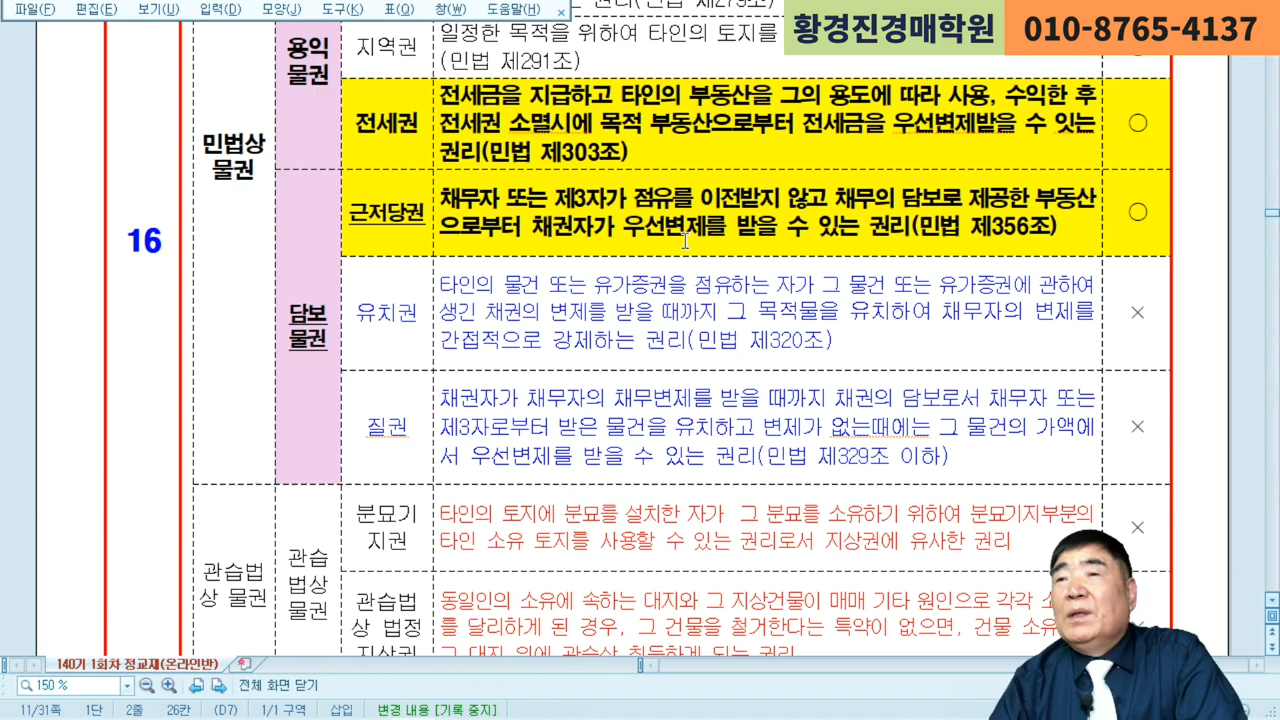 파일(F) 편집(E) 보기(U) 입력(D) 모양(J) 도구(K) 표(Q) 창(W) 도움말(H)
황경진경매학원 010-8765-4137
16
민법상
물권
용익
물권
지역권
일정한 목적을 위하여 타인의 토지를
(민법 제291조)
전세권
전세금을 지급하고 타인의 부동산을 그의 용도에 따라 사용, 수익한 후
전세권 소멸시에 목적 부동산으로부터 전세금을 우선변제받을 수 잇는
권리(민법 제303조)
○
담보
물권
근저당권
채무자 또는 제3자가 점유를 이전받지 않고 채무의 담보로 제공한 부동산
으로부터 채권자가 우선변제를 받을 수 있는 권리(민법 제356조)
○
유치권
타인의 물건 또는 유가증권을 점유하는 자가 그 물건 또는 유가증권에 관하여
생긴 채권의 변제를 받을 때까지 그 목적물을 유치하여 채무자의 변제를
간접적으로 강제하는 권리(민법 제320조)
×
질권
채권자가 채무자의 채무변제를 받을 때까지 채권의 담보로서 채무자 또는
제3자로부터 받은 물건을 유치하고 변제가 없는때에는 그 물건의 가액에
서 우선변제를 받을 수 있는 권리(민법 제329조 이하)
×
관습법
상 물권
관습
법상
물권
분묘기
지권
타인의 토지에 분묘를 설치한 자가 그 분묘를 소유하기 위하여 분묘기지부분의
타인 소유 토지를 사용할 수 있는 권리로서 지상권에 유사한 권리
×
관습법
상 법정
지상권
동일인의 소유에 속하는 대지와 그 지상건물이 매매 기타 원인으로 각각
를 달리하게 된 경우, 그 건물을 철거한다는 특약이 없으면, 건물
그 대지 위에 관습상 취득하게 되는 권리
140기 1회차 정교재(온라인반)
150 % 전체 화면 닫기
11/31쪽 1단 2줄 26칸 (D7) 1/1 구역 삽입 변경 내용 [기록 중지]